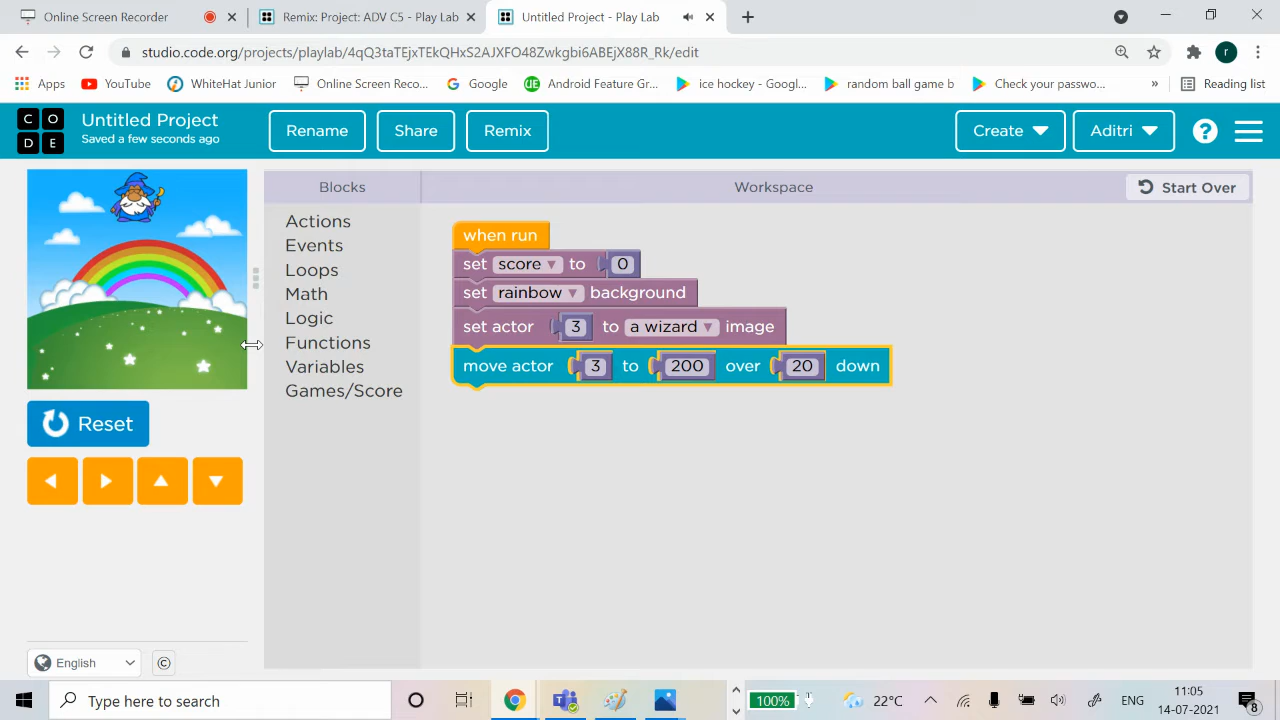 Online Screen Recorder
Remix: Project: ADV C5 - Play Lab
Untitled Project - Play Lab
studio.code.org/projects/playlab/4qQ3taTEjxTEkQHxS2AJXFO48Zwkgbi6ABEjX88R_Rk/edit
r
Apps
YouTube
WhiteHat Junior
Online Screen Reco...
Google
UE
Android Feature Gr...
ice hockey - Googl...
random ball game b
Check your passwo...
»
Reading list
C O
D E
Untitled Project
Saved a few seconds ago
Rename
Share
Remix
Create
Aditri
?
Blocks
Workspace
Start Over
Actions
Events
Loops
Math
Logic
Functions
Variables
Games/Score
when run
set score to 0
set rainbow background
set actor 3 to a wizard image
move actor 3 to 200 over 20 down
Reset
English
©
Type here to search
100%
22°C
ENG
11:05
14-07-2021
8